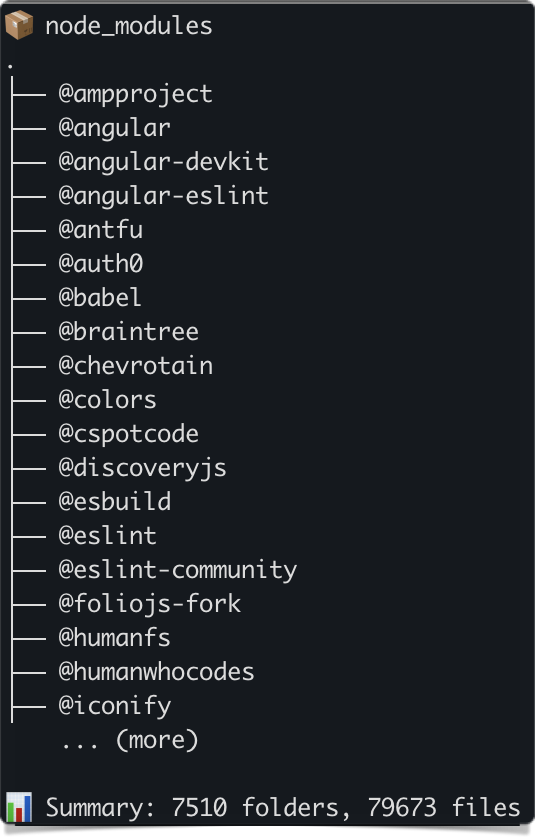 📦 node_modules
.
├── @ampproject
├── @angular
├── @angular-devkit
├── @angular-eslint
├── @antfu
├── @auth0
├── @babel
├── @braintree
├── @chevrotain
├── @colors
├── @cspotcode
├── @discoveryjs
├── @esbuild
├── @eslint
├── @eslint-community
├── @foliojs-fork
├── @humanfs
├── @humanwhocodes
├── @iconify
... (more)
📊 Summary: 7510 folders, 79673 files